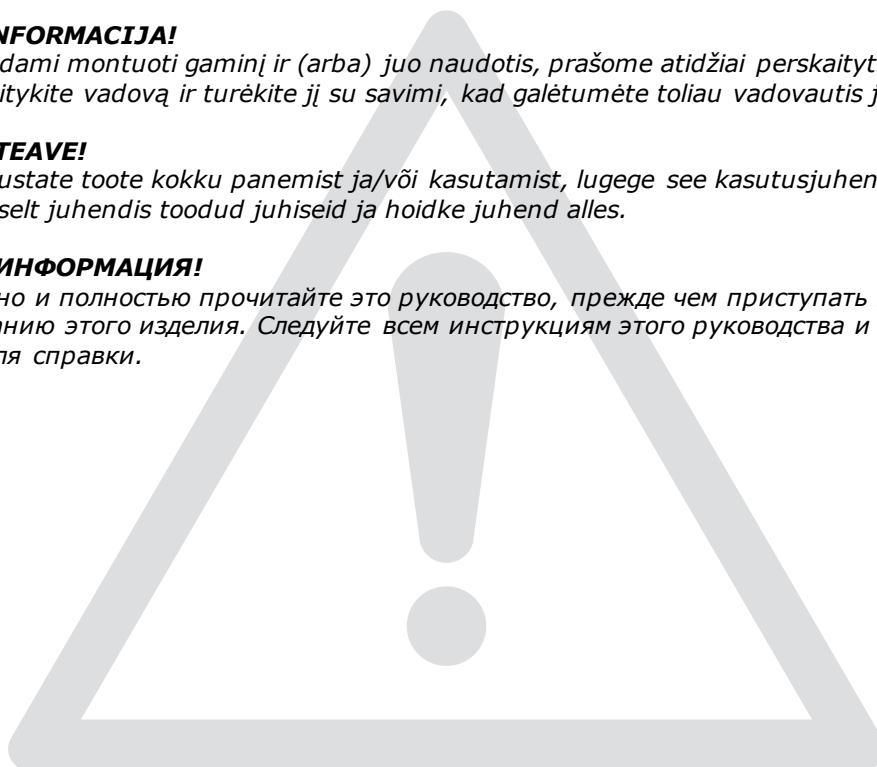 NFORMACIJA!
dami montuoti gaminį ir (arba) juo naudotis, prašome atidžiai perskaityt
itykite vadovą ir turėkite jį su savimi, kad galėtumėte toliau vadovautis j
TEAVE!
ustate toote kokku panemist ja/või kasutamist, lugege see kasutusjuhen
selt juhendis toodud juhiseid ja hoidke juhend alles.
ИНФОРМАЦИЯ!
но и полностью прочитайте это руководство, прежде чем приступать
анию этого изделия. Следуйте всем инструкциям этого руководства и
ля справки.